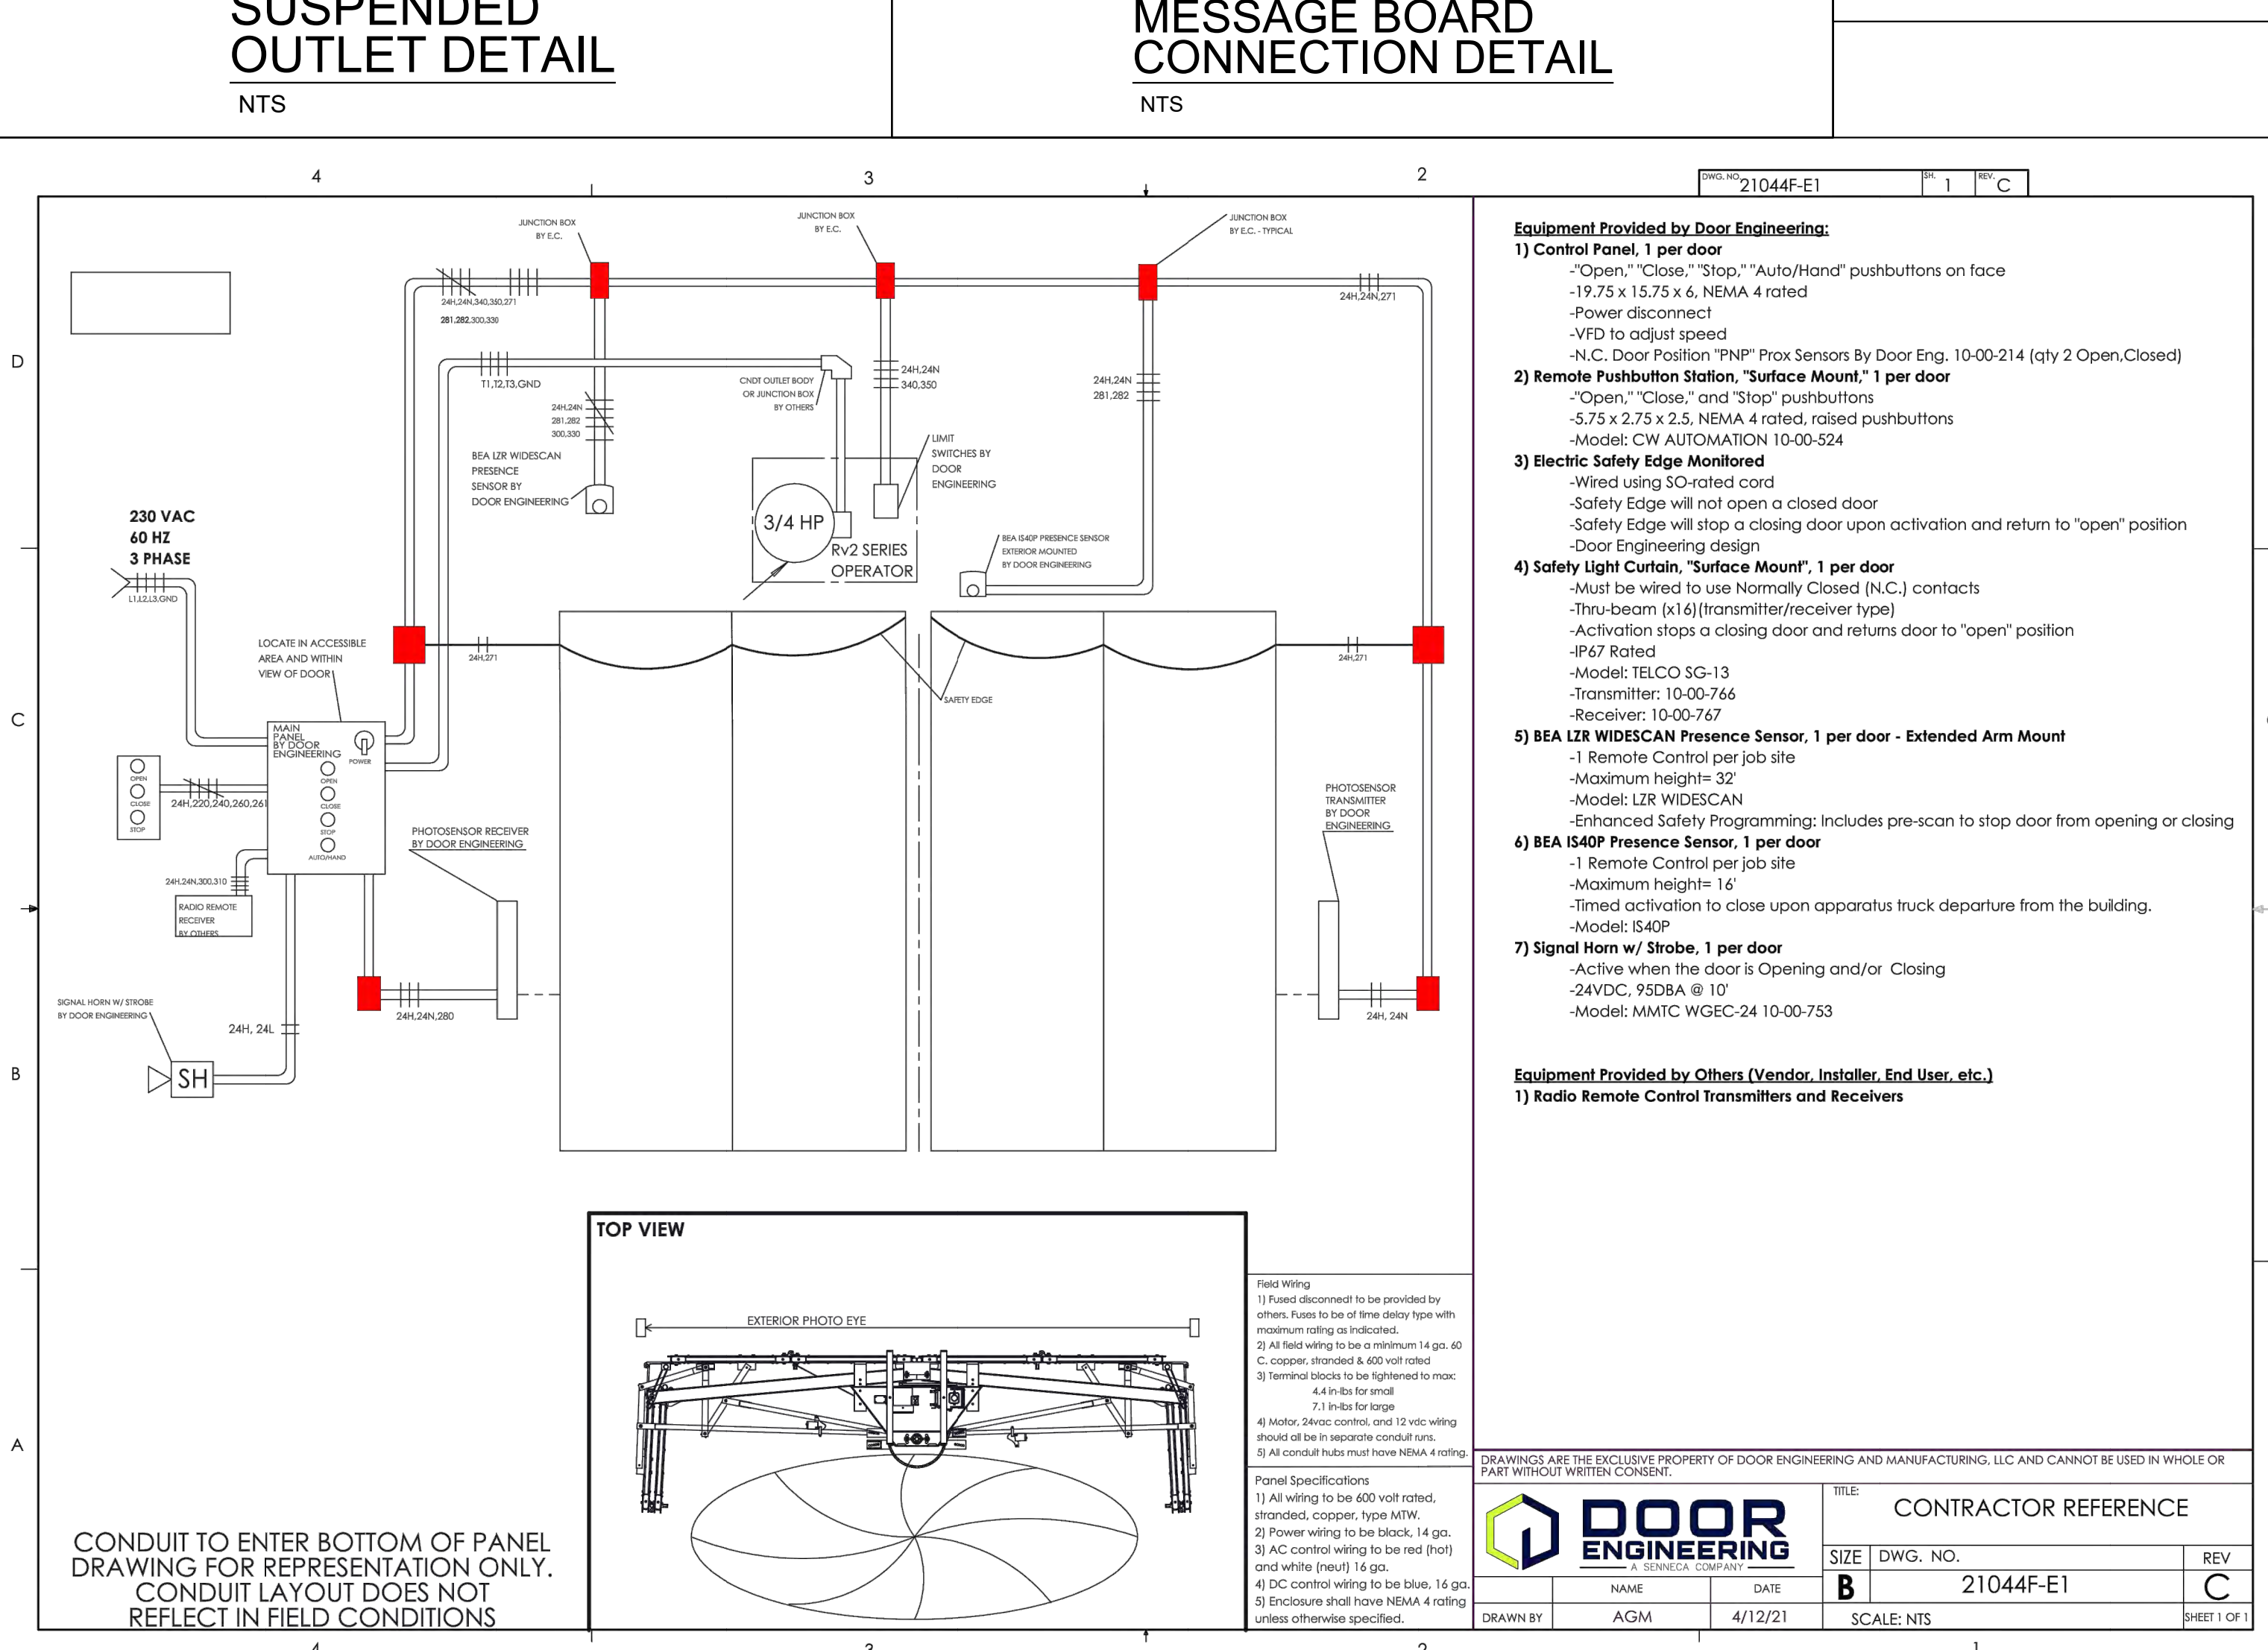 SUSPENDED
OUTLET DETAIL
NTS
MESSAGE BOARD
CONNECTION DETAIL
NTS
4
3
2
DWG. NO.
21044F-E1
SH.
1
REV.
C
D
C
B
A
JUNCTION BOX
BY E.C.
JUNCTION BOX
BY E.C.
JUNCTION BOX
BY E.C. - TYPICAL
24H,24N,340,350,271
281,282,300,330
24H,24N,271
T1,T2,T3,GND
CNDT OUTLET BODY
OR JUNCTION BOX
BY OTHERS
24H,24N
340,350
24H,24N
281,282
24H,24N
281,282
300,330
BEA LZR WIDESCAN
PRESENCE
SENSOR BY
DOOR ENGINEERING
LIMIT
SWITCHES BY
DOOR
ENGINEERING
3/4 HP
Rv2 SERIES
OPERATOR
BEA IS40P PRESENCE SENSOR
EXTERIOR MOUNTED
BY DOOR ENGINEERING
230 VAC
60 HZ
3 PHASE
L1,L2,L3,GND
LOCATE IN ACCESSIBLE
AREA AND WITHIN
VIEW OF DOOR
24H,271
24H,271
SAFETY EDGE
MAIN
PANEL
BY DOOR
ENGINEERING
POWER
OPEN
CLOSE
STOP
AUTO/HAND
OPEN
CLOSE
STOP
24H,220,240,260,261
24H,24N,300,310
RADIO REMOTE
RECEIVER
BY OTHERS
PHOTOSENSOR RECEIVER
BY DOOR ENGINEERING
PHOTOSENSOR
TRANSMITTER
BY DOOR
ENGINEERING
SIGNAL HORN W/ STROBE
BY DOOR ENGINEERING
24H, 24L
SH
24H,24N,280
24H, 24N
TOP VIEW
EXTERIOR PHOTO EYE
CONDUIT TO ENTER BOTTOM OF PANEL
DRAWING FOR REPRESENTATION ONLY.
CONDUIT LAYOUT DOES NOT
REFLECT IN FIELD CONDITIONS
Field Wiring
1) Fused disconnedt to be provided by
others. Fuses to be of time delay type with
maximum rating as indicated.
2) All field wiring to be a minimum 14 ga. 60
C. copper, stranded & 600 volt rated
3) Terminal blocks to be tightened to max:
4.4 in-lbs for small
7.1 in-lbs for large
4) Motor, 24vac control, and 12 vdc wiring
should all be in separate conduit runs.
5) All conduit hubs must have NEMA 4 rating.
Panel Specifications
1) All wiring to be 600 volt rated,
stranded, copper, type MTW.
2) Power wiring to be black, 14 ga.
3) AC control wiring to be red (hot)
and white (neut) 16 ga.
4) DC control wiring to be blue, 16 ga.
5) Enclosure shall have NEMA 4 rating
unless otherwise specified.
Equipment Provided by Door Engineering:
1) Control Panel, 1 per door
-"Open," "Close," "Stop," "Auto/Hand" pushbuttons on face
-19.75 x 15.75 x 6, NEMA 4 rated
-Power disconnect
-VFD to adjust speed
-N.C. Door Position "PNP" Prox Sensors By Door Eng. 10-00-214 (qty 2 Open,Closed)
2) Remote Pushbutton Station, "Surface Mount," 1 per door
-"Open," "Close," and "Stop" pushbuttons
-5.75 x 2.75 x 2.5, NEMA 4 rated, raised pushbuttons
-Model: CW AUTOMATION 10-00-524
3) Electric Safety Edge Monitored
-Wired using SO-rated cord
-Safety Edge will not open a closed door
-Safety Edge will stop a closing door upon activation and return to "open" position
-Door Engineering design
4) Safety Light Curtain, "Surface Mount", 1 per door
-Must be wired to use Normally Closed (N.C.) contacts
-Thru-beam (x16)(transmitter/receiver type)
-Activation stops a closing door and returns door to "open" position
-IP67 Rated
-Model: TELCO SG-13
-Transmitter: 10-00-766
-Receiver: 10-00-767
5) BEA LZR WIDESCAN Presence Sensor, 1 per door - Extended Arm Mount
-1 Remote Control per job site
-Maximum height= 32'
-Model: LZR WIDESCAN
-Enhanced Safety Programming: Includes pre-scan to stop door from opening or closing
6) BEA IS40P Presence Sensor, 1 per door
-1 Remote Control per job site
-Maximum height= 16'
-Timed activation to close upon apparatus truck departure from the building.
-Model: IS40P
7) Signal Horn w/ Strobe, 1 per door
-Active when the door is Opening and/or Closing
-24VDC, 95DBA @ 10'
-Model: MMTC WGEC-24 10-00-753
Equipment Provided by Others (Vendor, Installer, End User, etc.)
1) Radio Remote Control Transmitters and Receivers
DRAWINGS ARE THE EXCLUSIVE PROPERTY OF DOOR ENGINEERING AND MANUFACTURING, LLC AND CANNOT BE USED IN WHOLE OR
PART WITHOUT WRITTEN CONSENT.
DOOR
ENGINEERING
A SENNECA COMPANY
TITLE:
CONTRACTOR REFERENCE
SIZE
B
DWG. NO.
21044F-E1
REV
C
NAME
DATE
DRAWN BY
AGM
4/12/21
SCALE: NTS
SHEET 1 OF 1